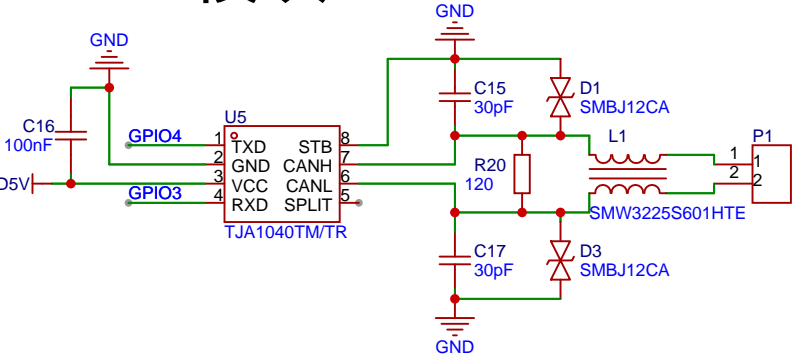 GND
GND
C16
100nF
D5V
GPIO4
GPIO3
U5
1
2
3
4
TXD
GND
VCC
RXD
STB
CANH
CANL
SPLIT
8
7
6
5
TJA1040TM/TR
C15
30pF
D1
SMBJ12CA
R20
120
L1
SMW3225S601HTE
P1
1
2
1
2
C17
30pF
D3
SMBJ12CA
GND